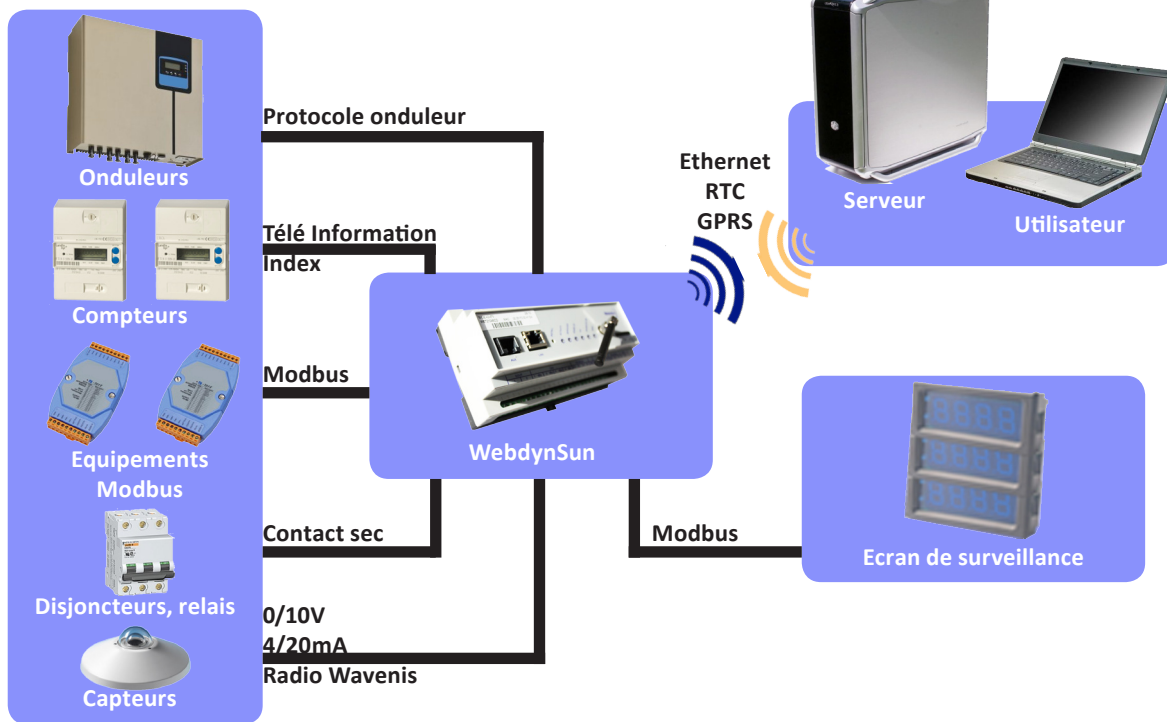 Onduleurs
Compteurs
Equipements
Modbus
Disjoncteurs, relais
Capteurs
Protocole onduleur
Télé Information
Index
Modbus
Contact sec
0/10V
4/20mA
Radio Wavenis
WebdynSun
Ethernet
RTC
GPRS
Serveur
Utilisateur
Modbus
Ecran de surveillance